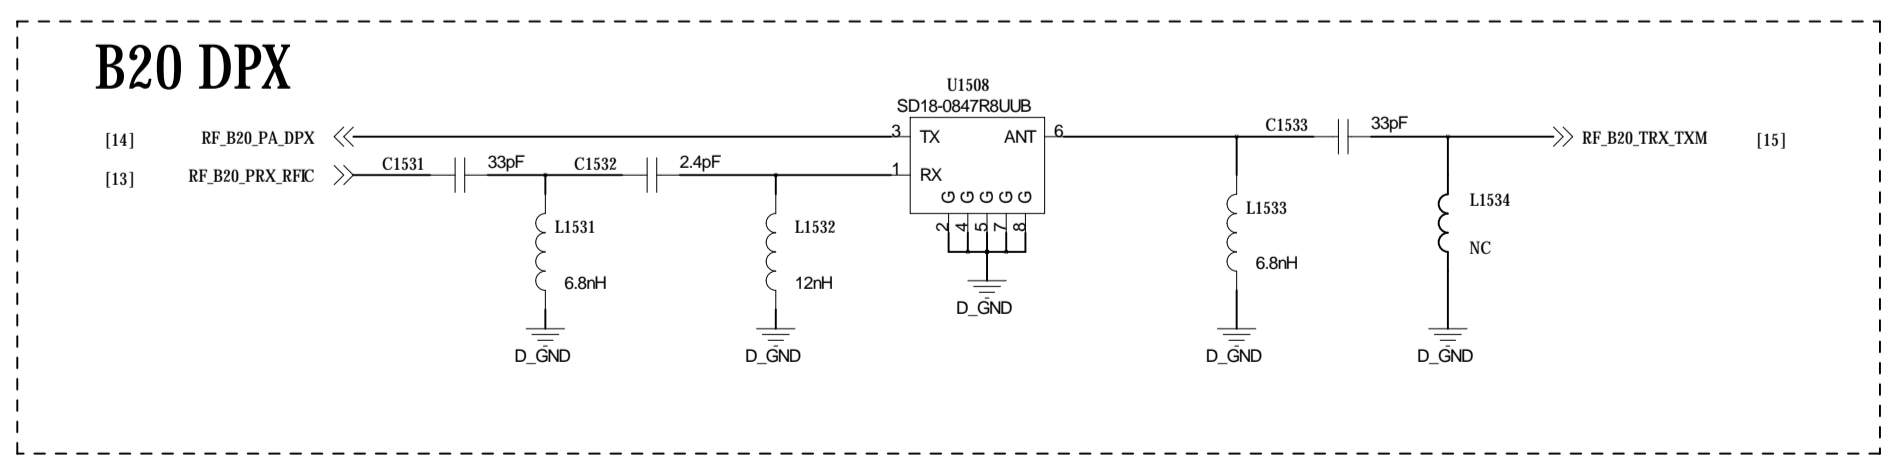 B20 DPX
U1508
SD18-0847R8UUB
[14] RF_B20_PA_DPX 3 TX ANT 6 C1533 33pF RF_B20_TRX_TXM [15]
[13] RF_B20_PRX_RFIC C1531 33pF C1532 2.4pF 1 RX
G G G G G
2 4 5 7 8
L1531 L1532 L1533 L1534
6.8nH 12nH 6.8nH NC
D_GND
D_GND D_GND D_GND D_GND